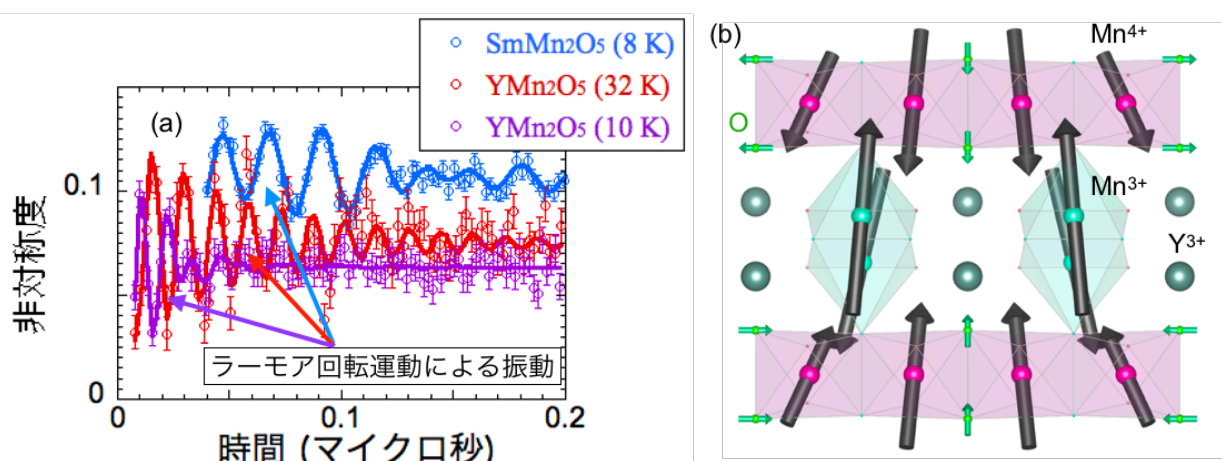 (a)
SmMn2O5 (8 K)
YMn2O5 (32 K)
YMn2O5 (10 K)
非対称度
0.1
0
ラーモア回転運動による振動
0
0.1
0.2
時間 (マイクロ秒)
(b)
Mn4+
O
Mn3+
Y3+